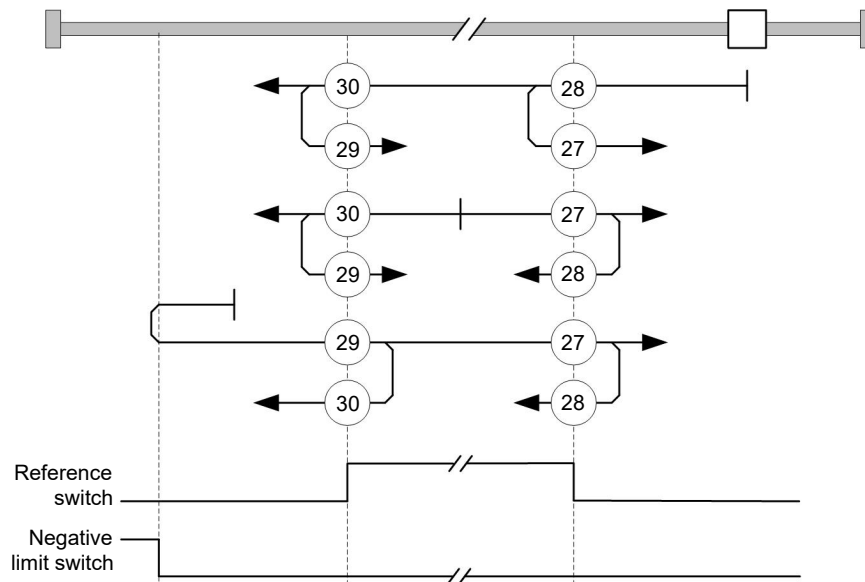 30 28
29 27
30 27
29 28
29 27
30 28
Reference
switch
Negative
limit switch